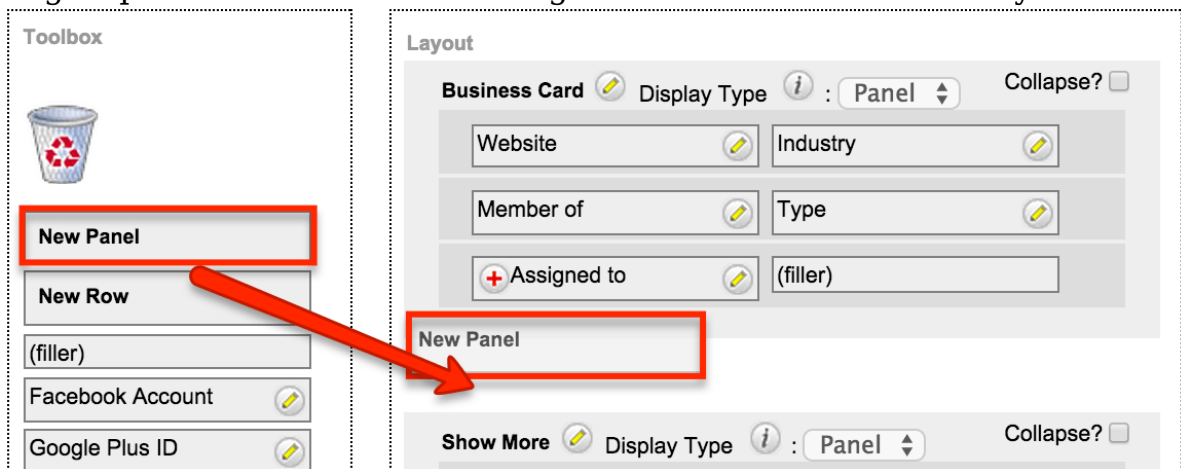 Toolbox
New Panel
New Row
(filler)
Facebook Account
Google Plus ID
Layout
Business Card Display Type i : Panel Collapse?
Website Industry
Member of Type
Assigned to (filler)
New Panel
Show More Display Type i : Panel Collapse?